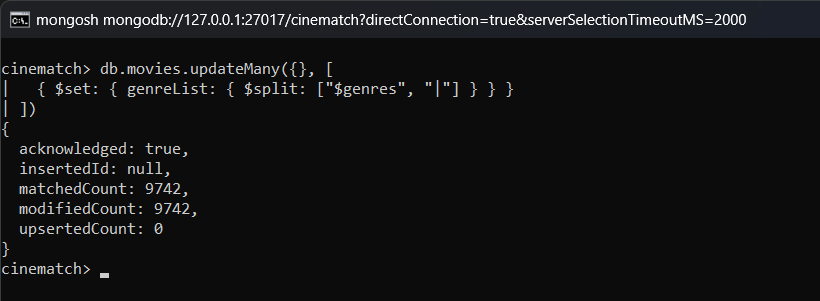 mongosh mongodb://127.0.0.1:27017/cinematch?directConnection=true&serverSelectionTimeoutMS=2000
cinematch> db.movies.updateMany({}, [
|   { $set: { genreList: { $split: ["$genres", "|"] } } }
| ])
{
  acknowledged: true,
  insertedId: null,
  matchedCount: 9742,
  modifiedCount: 9742,
  upsertedCount: 0
}
cinematch>